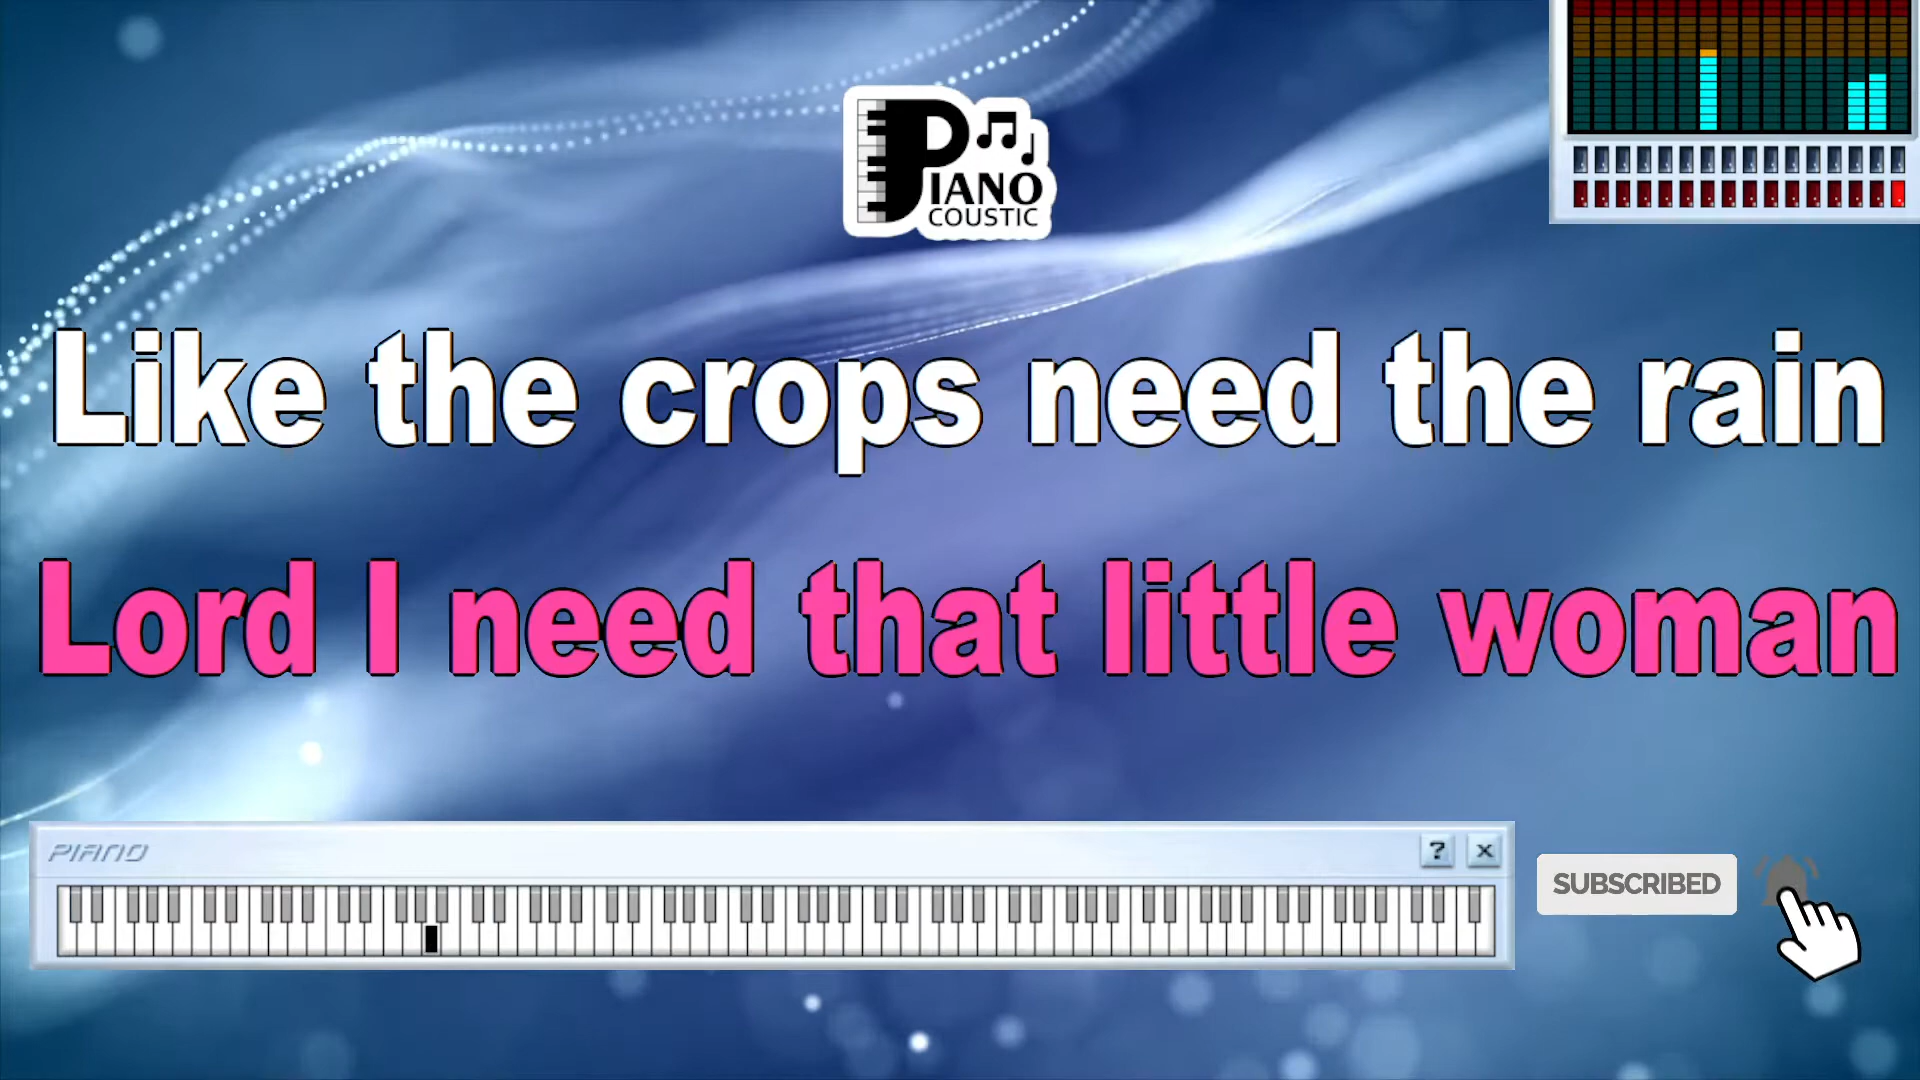 PIANO
COUSTIC
Like the crops need the rain
Lord I need that little woman
PIANO
? X
SUBSCRIBED